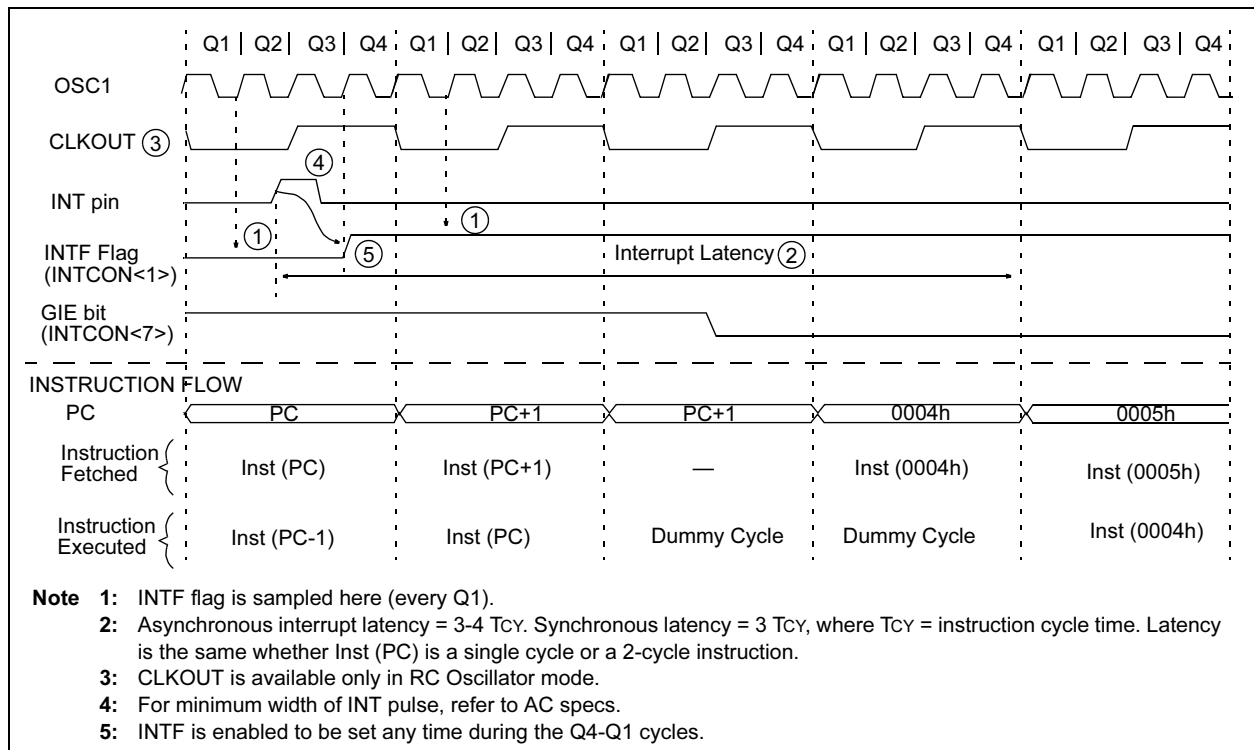 Q1 | Q2 | Q3 | Q4 Q1 | Q2 | Q3 | Q4 Q1 | Q2 | Q3 | Q4 Q1 | Q2 | Q3 | Q4 Q1 | Q2 | Q3 | Q4
OSC1
CLKOUT 3
4
INT pin
1 1
INTF Flag
(INTCON<1>)
5
Interrupt Latency 2
GIE bit
(INTCON<7>)
INSTRUCTION FLOW
PC PC PC+1 PC+1 0004h 0005h
Instruction
Fetched
Inst (PC) Inst (PC+1) — Inst (0004h) Inst (0005h)
Instruction
Executed
Inst (PC-1) Inst (PC) Dummy Cycle Dummy Cycle Inst (0004h)
Note 1: INTF flag is sampled here (every Q1).
2: Asynchronous interrupt latency = 3-4 TCY. Synchronous latency = 3 TCY, where TCY = instruction cycle time. Latency
is the same whether Inst (PC) is a single cycle or a 2-cycle instruction.
3: CLKOUT is available only in RC Oscillator mode.
4: For minimum width of INT pulse, refer to AC specs.
5: INTF is enabled to be set any time during the Q4-Q1 cycles.